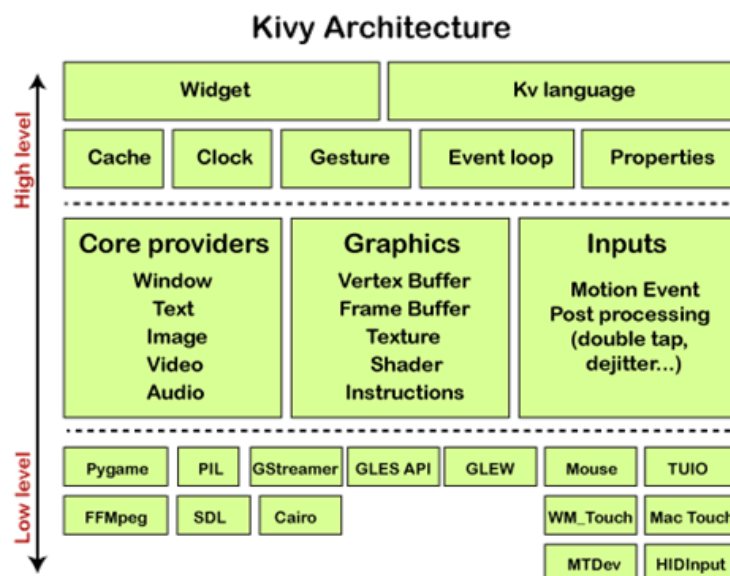 Kivy Architecture
High level
Widget
Kv language
Cache
Clock
Gesture
Event loop
Properties
Core providers
Window
Text
Image
Video
Audio
Graphics
Vertex Buffer
Frame Buffer
Texture
Shader
Instructions
Inputs
Motion Event
Post processing
(double tap,
dejitter...)
Low level
Pygame
PIL
GStreamer
GLES API
GLEW
Mouse
TUIO
FFMpeg
SDL
Cairo
WM_Touch
Mac Touch
MTDev
HIDInput